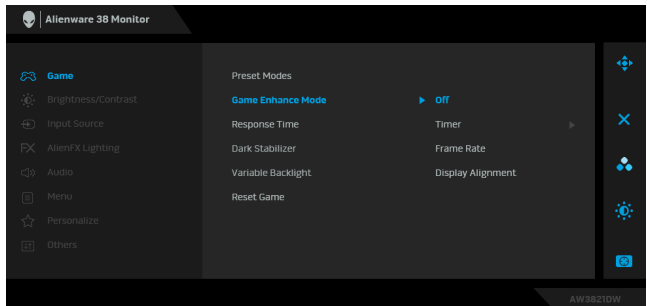 Alienware 38 Monitor
Game
Brightness/Contrast
Input Source
FX AlienFX Lighting
Audio
Menu
Personalize
Others
Preset Modes
Game Enhance Mode Off
Response Time Timer
Dark Stabilizer Frame Rate
Variable Backlight Display Alignment
Reset Game
AW3821DW